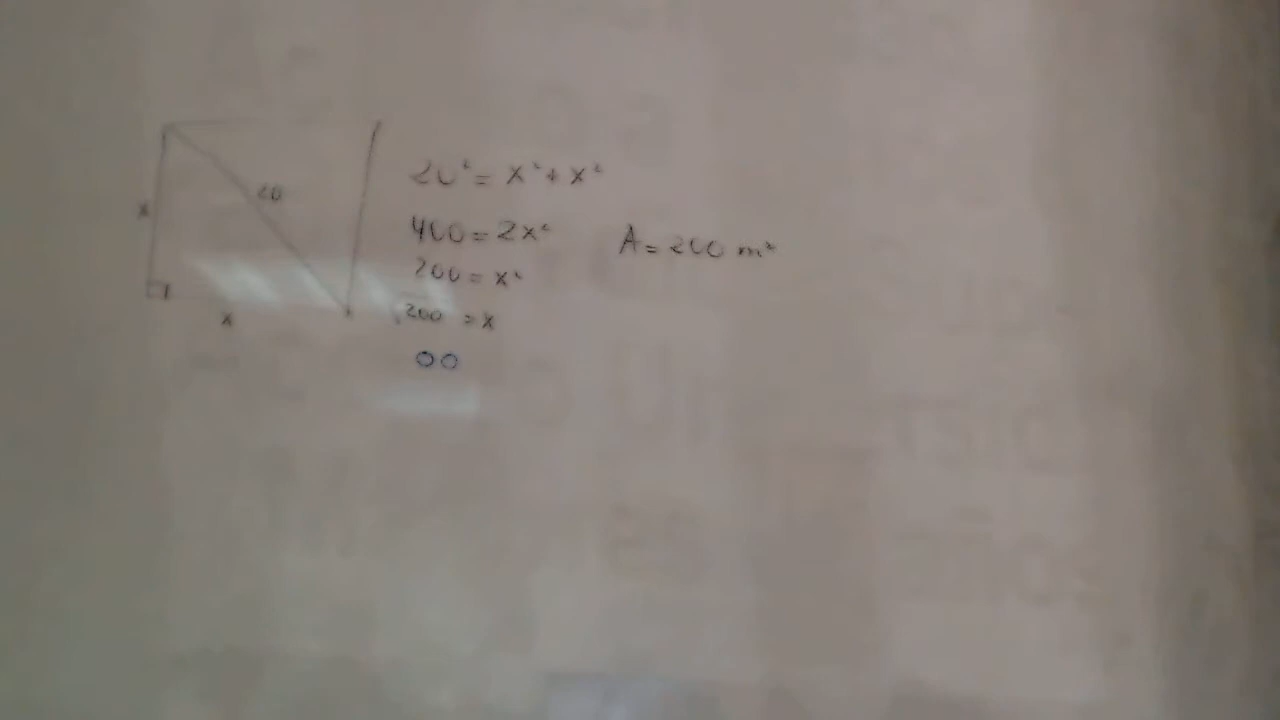 x
20
x
20² = x² + x²
400 = 2x²
200 = x²
√200 = x
A = 200 m²